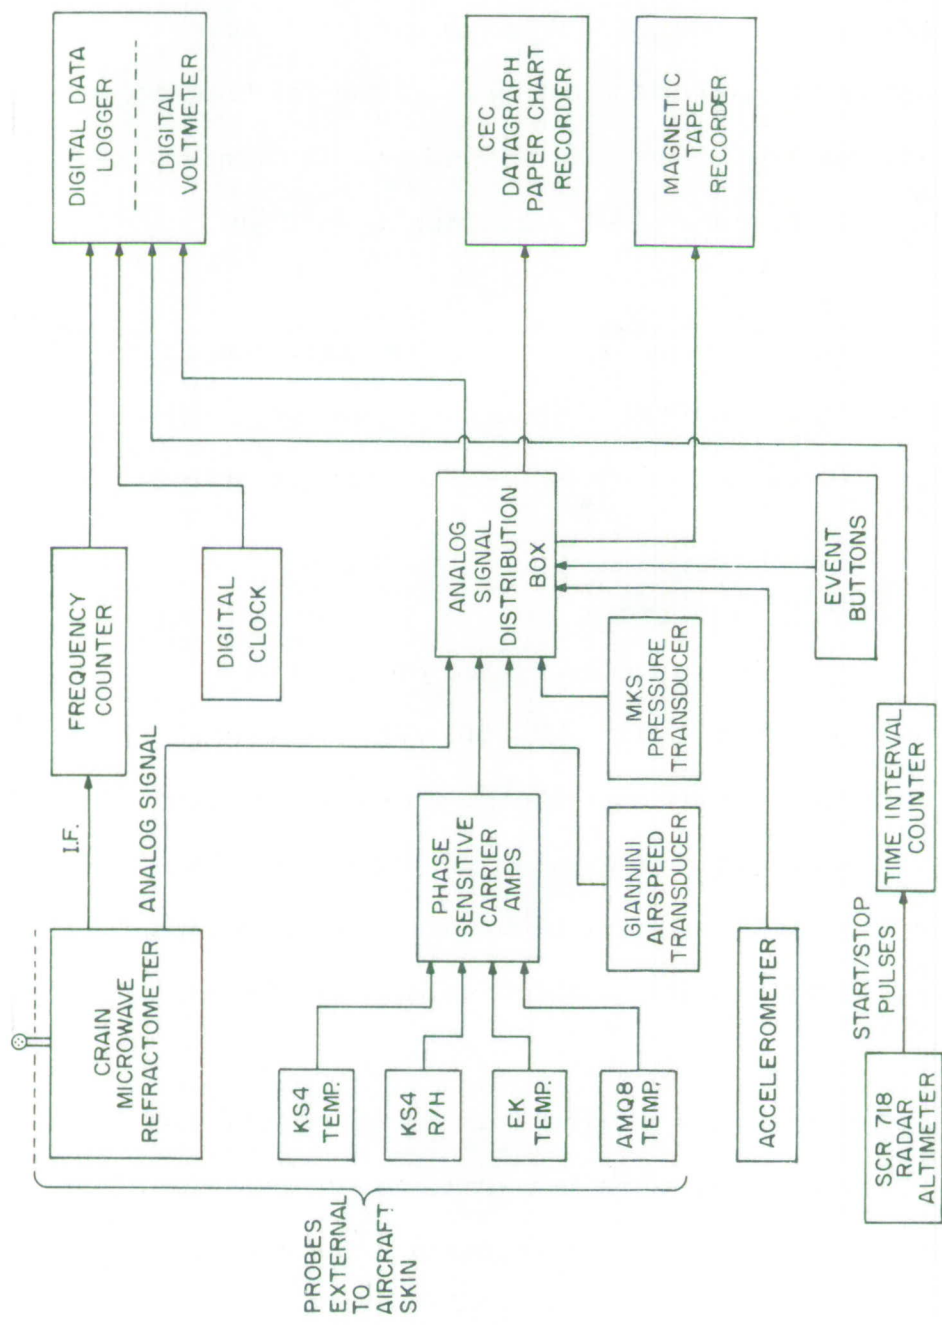 PROBES
EXTERNAL
TO
AIRCRAFT
SKIN
CRAIN
MICROWAVE
REFRACTOMETER
I.F.
ANALOG SIGNAL
FREQUENCY
COUNTER
DIGITAL
CLOCK
DIGITAL DATA
LOGGER
DIGITAL
VOLTMETER
KS4
TEMP.
KS4
R/H
EK
TEMP.
AMQ8
TEMP.
PHASE
SENSITIVE
CARRIER
AMPS
ANALOG
SIGNAL
DISTRIBUTION
BOX
CEC
DATAGRAPH
PAPER CHART
RECORDER
MAGNETIC
TAPE
RECORDER
GIANNINI
AIRSPEED
TRANSDUCER
MKS
PRESSURE
TRANSDUCER
ACCELEROMETER
EVENT
BUTTONS
SCR 718
RADAR
ALTIMETER
START/STOP
PULSES
TIME INTERVAL
COUNTER